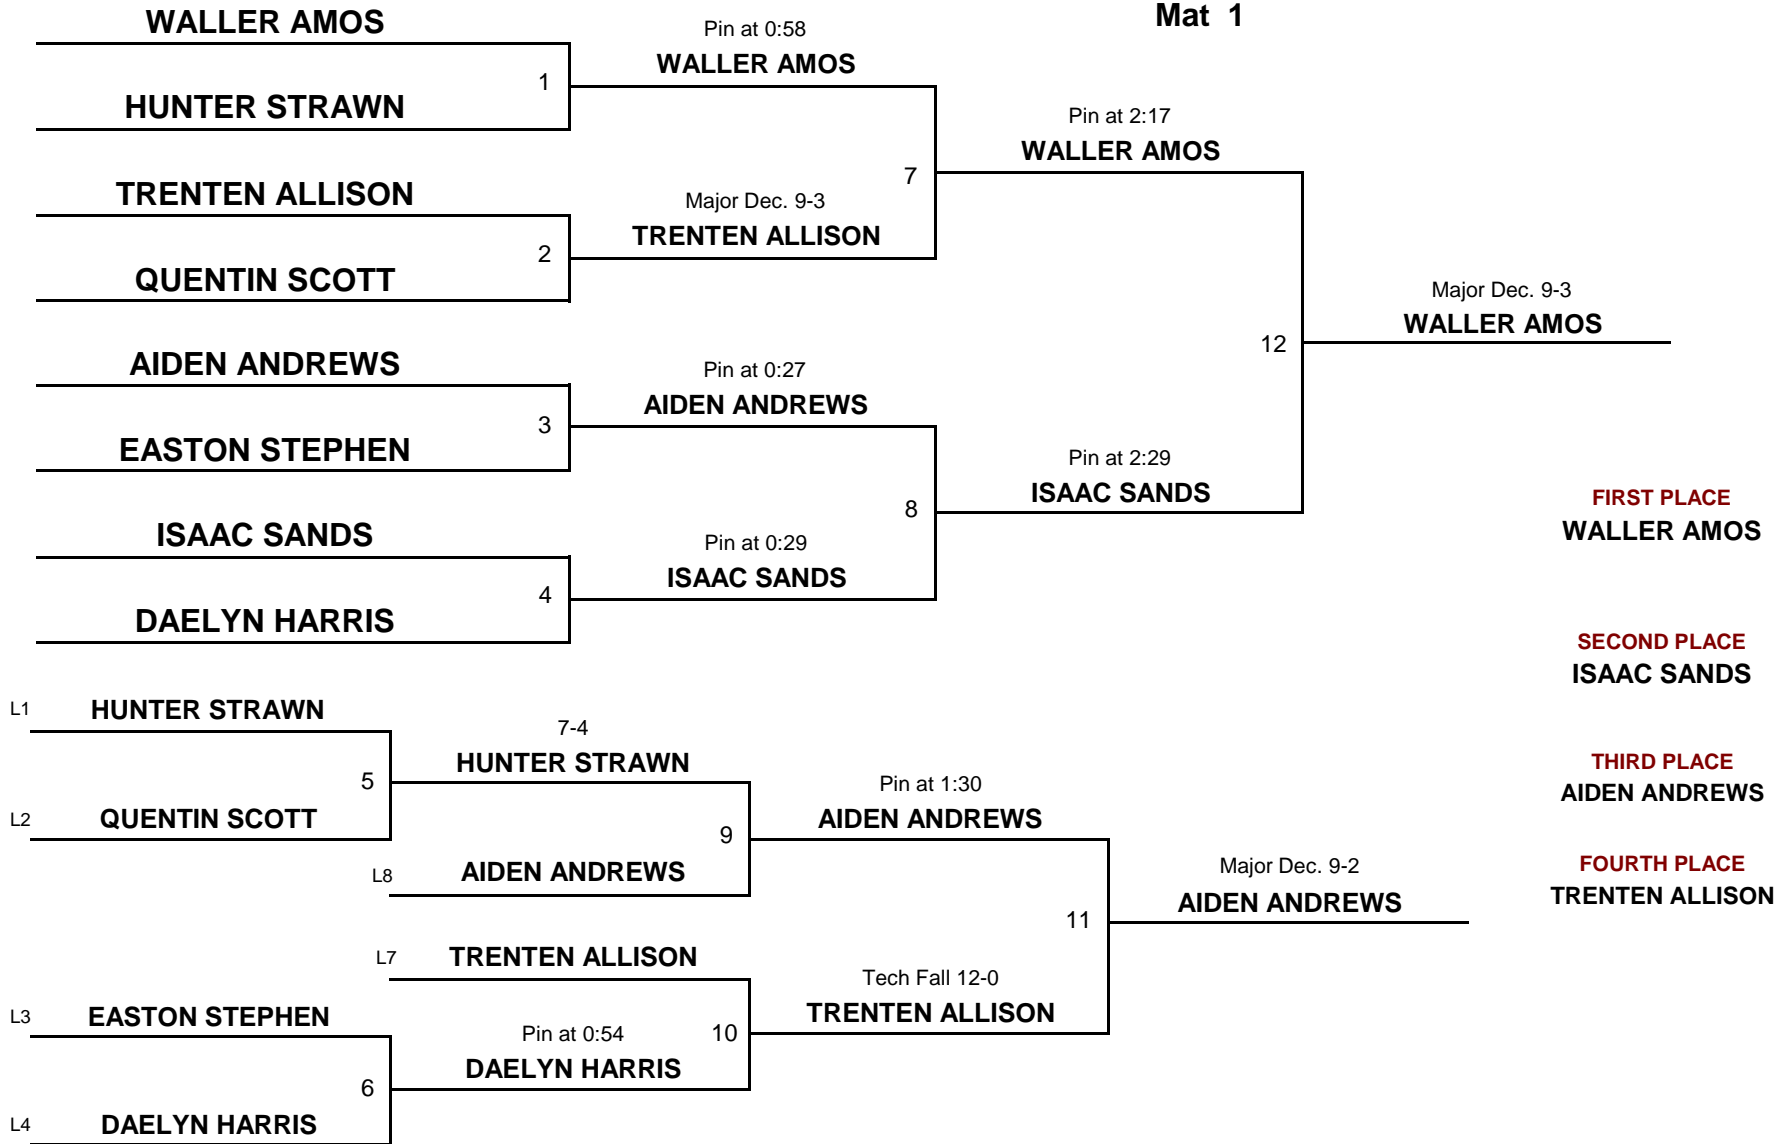 Mat 1
WALLER AMOS
HUNTER STRAWN
1
Pin at 0:58
WALLER AMOS
TRENTEN ALLISON
QUENTIN SCOTT
2
Major Dec. 9-3
TRENTEN ALLISON
7
Pin at 2:17
WALLER AMOS
AIDEN ANDREWS
EASTON STEPHEN
3
Pin at 0:27
AIDEN ANDREWS
ISAAC SANDS
DAELYN HARRIS
4
Pin at 0:29
ISAAC SANDS
8
Pin at 2:29
ISAAC SANDS
12
Major Dec. 9-3
WALLER AMOS
FIRST PLACE
WALLER AMOS
SECOND PLACE
ISAAC SANDS
THIRD PLACE
AIDEN ANDREWS
FOURTH PLACE
TRENTEN ALLISON
L1 HUNTER STRAWN
L2 QUENTIN SCOTT
5
7-4
HUNTER STRAWN
L8 AIDEN ANDREWS
9
Pin at 1:30
AIDEN ANDREWS
L7 TRENTEN ALLISON
L3 EASTON STEPHEN
L4 DAELYN HARRIS
6
Pin at 0:54
DAELYN HARRIS
10
Tech Fall 12-0
TRENTEN ALLISON
11
Major Dec. 9-2
AIDEN ANDREWS